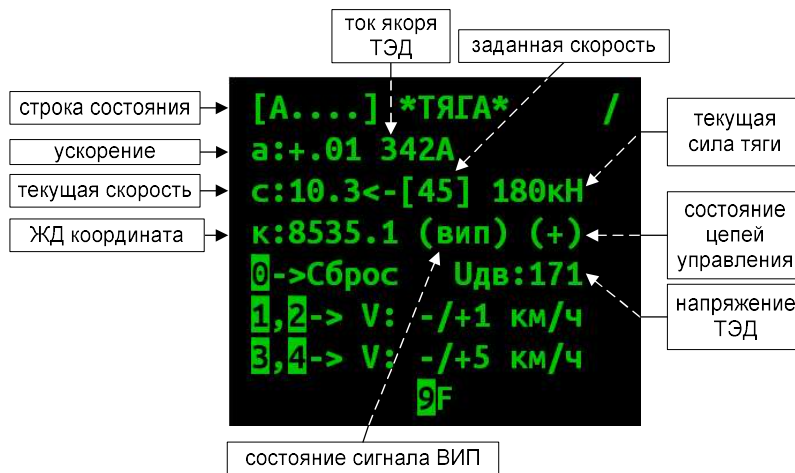 ток якоря
ТЭД
заданная скорость
строка состояния
[А....] *ТЯГА* /
текущая
сила тяги
ускорение
а:+.01 342А
текущая скорость
с:10.3<-[45] 180кН
ЖД координата
к:8535.1 (вип) (+)
состояние
цепей
управления
0->Сброс Uдв:171
напряжение
ТЭД
1,2-> V: -/+1 км/ч
3,4-> V: -/+5 км/ч
9F
состояние сигнала ВИП